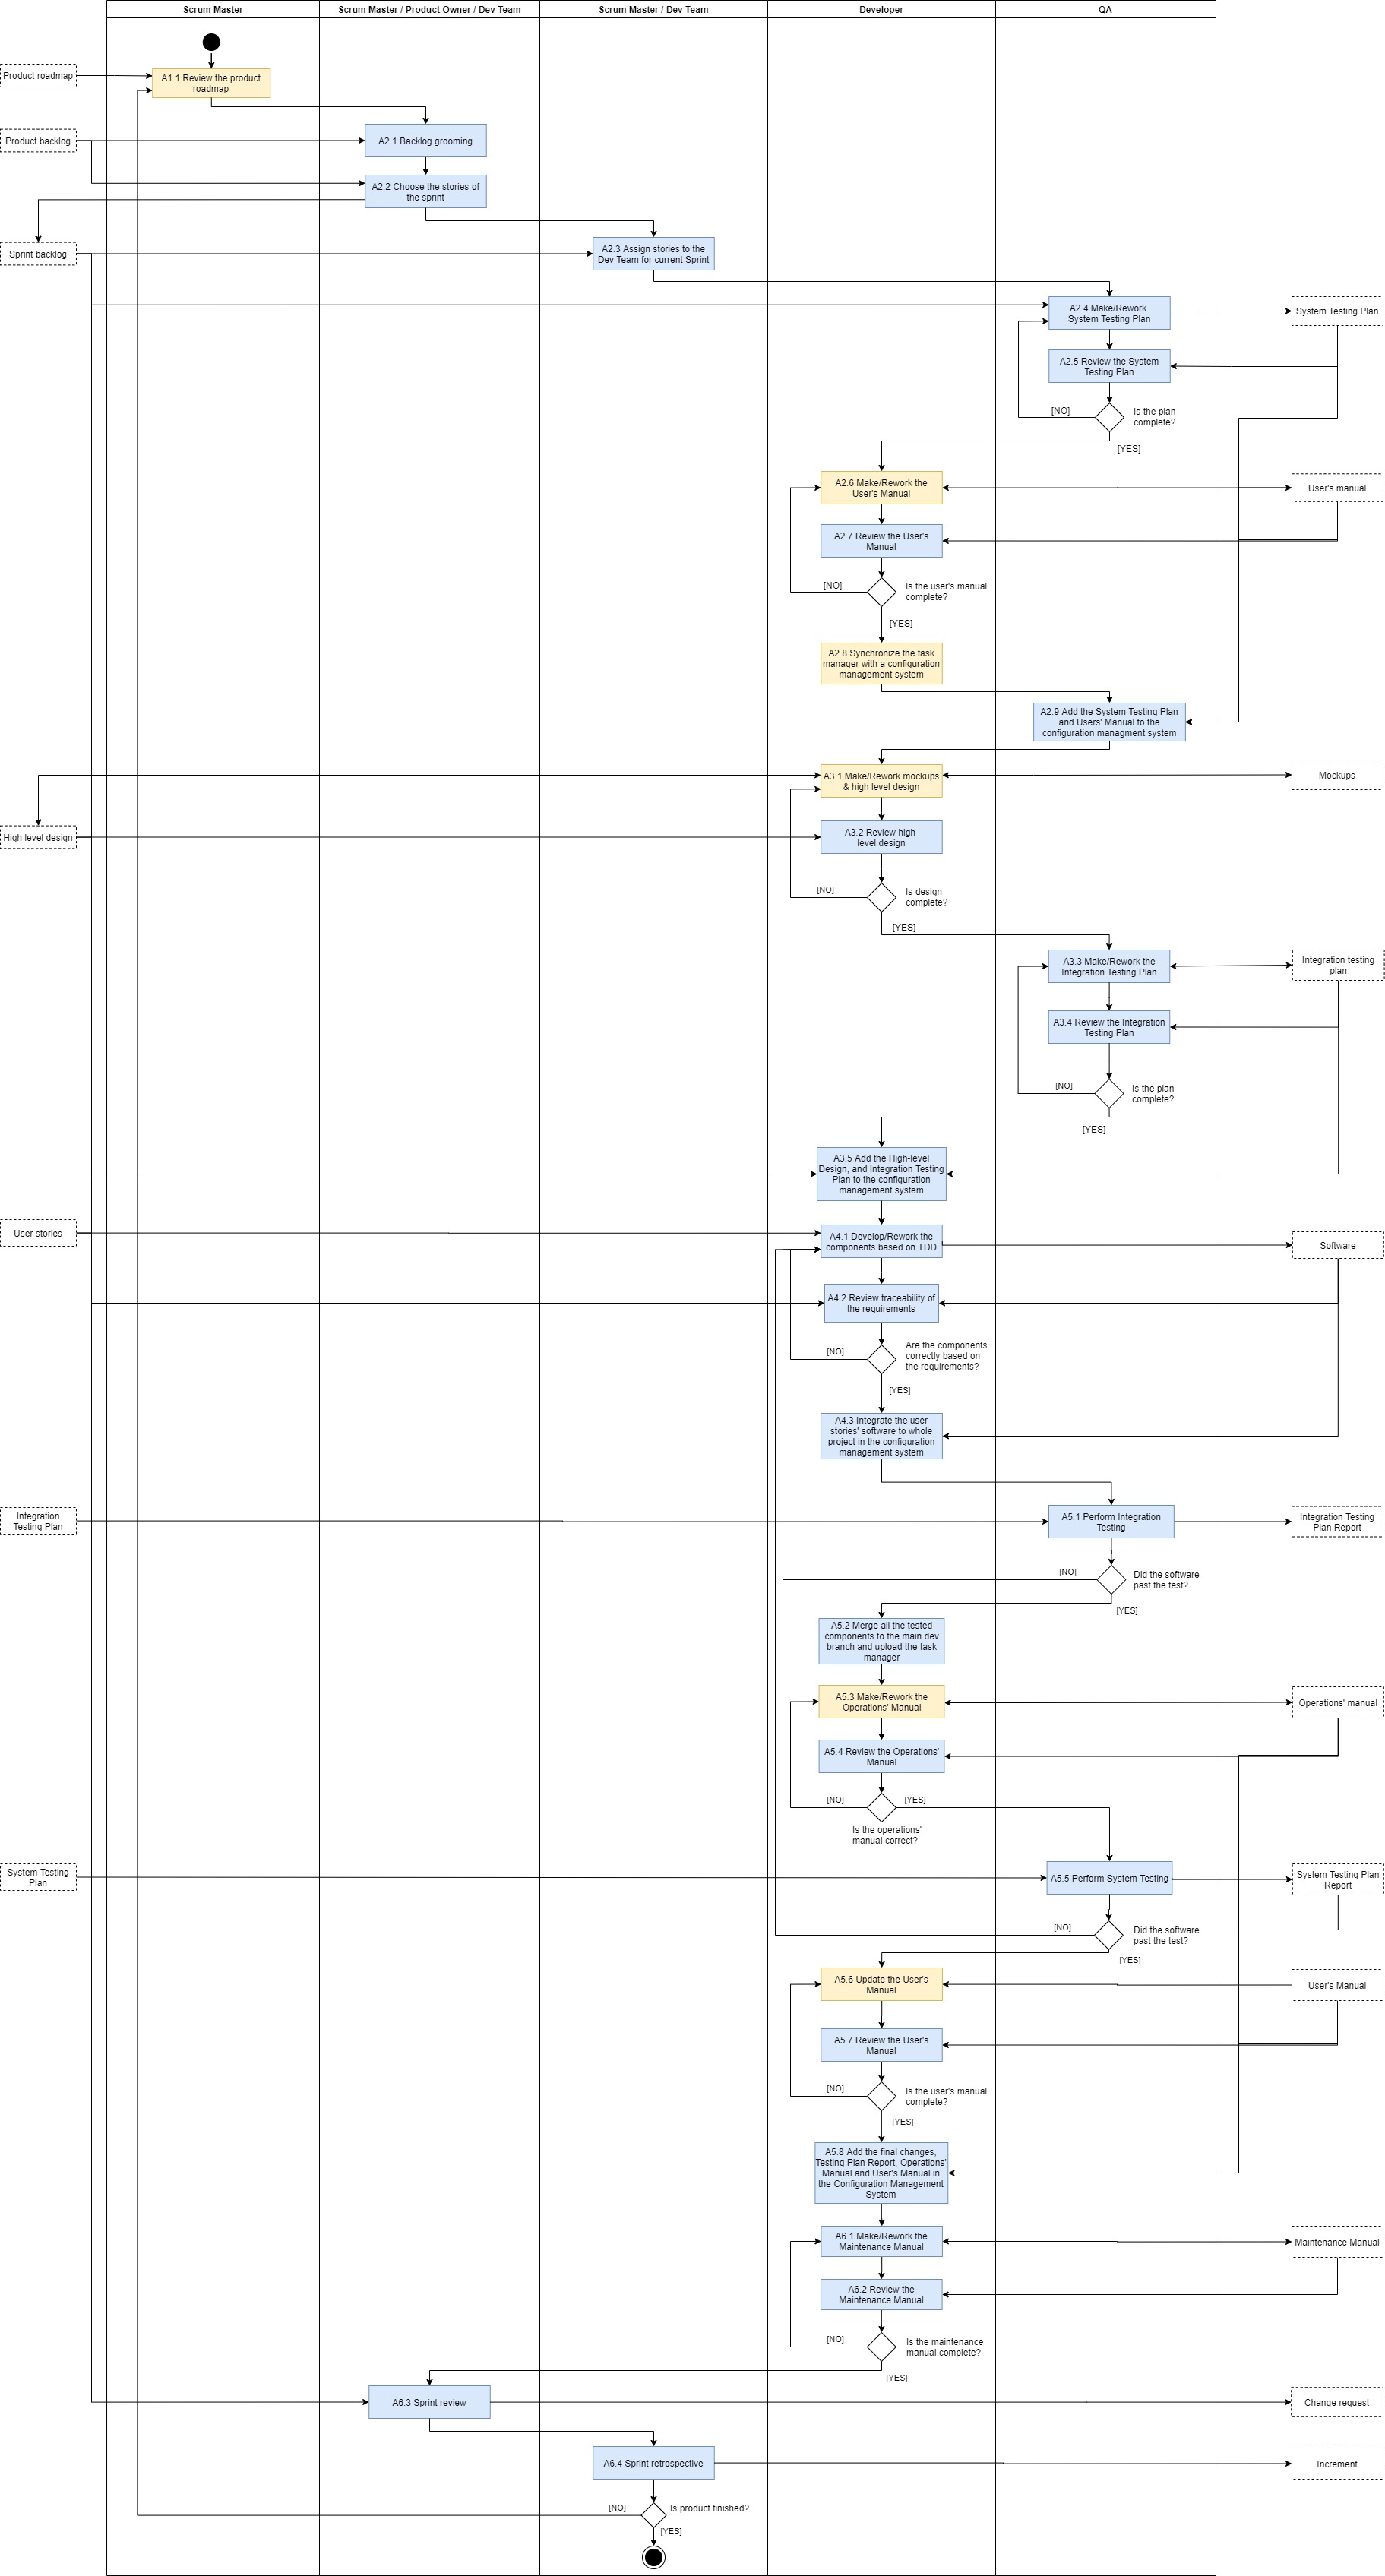 Scrum Master
Scrum Master / Product Owner / Dev Team
Scrum Master / Dev Team
Developer
QA
Product roadmap
A1.1 Review the product
roadmap
Product backlog
A2.1 Backlog grooming
A2.2 Choose the stories of
the sprint
Sprint backlog
A2.3 Assign stories to the
Dev Team for current Sprint
A2.4 Make/Rework
System Testing Plan
System Testing Plan
A2.5 Review the System
Testing Plan
[NO]
Is the plan
complete?
[YES]
A2.6 Make/Rework the
User's Manual
User's manual
A2.7 Review the User's
Manual
[NO]
Is the user's manual
complete?
[YES]
A2.8 Synchronize the task
manager with a configuration
management system
A2.9 Add the System Testing Plan
and Users' Manual to the
configuration managment system
A3.1 Make/Rework mockups
& high level design
Mockups
High level design
A3.2 Review high
level design
[NO]
Is design
complete?
[YES]
A3.3 Make/Rework the
Integration Testing Plan
Integration testing
plan
A3.4 Review the Integration
Testing Plan
[NO]
Is the plan
complete?
[YES]
A3.5 Add the High-level
Design, and Integration Testing
Plan to the configuration
management system
User stories
A4.1 Develop/Rework the
components based on TDD
Software
A4.2 Review traceability of
the requirements
[NO]
Are the components
correctly based on
the requirements?
[YES]
A4.3 Integrate the user
stories' software to whole
project in the configuration
management system
Integration
Testing Plan
A5.1 Perform Integration
Testing
Integration Testing
Plan Report
[NO]
Did the software
past the test?
[YES]
A5.2 Merge all the tested
components to the main dev
branch and upload the task
manager
A5.3 Make/Rework the
Operations' Manual
Operations' manual
A5.4 Review the Operations'
Manual
[NO]
[YES]
Is the operations'
manual correct?
System Testing
Plan
A5.5 Perform System Testing
System Testing Plan
Report
[NO]
Did the software
past the test?
[YES]
A5.6 Update the User's
Manual
User's Manual
A5.7 Review the User's
Manual
[NO]
Is the user's manual
complete?
[YES]
A5.8 Add the final changes,
Testing Plan Report, Operations'
Manual and User's Manual in
the Configuration Management
System
A6.1 Make/Rework the
Maintenance Manual
Maintenance Manual
A6.2 Review the
Maintenance Manual
[NO]
Is the maintenance
manual complete?
[YES]
A6.3 Sprint review
Change request
A6.4 Sprint retrospective
Increment
[NO]
Is product finished?
[YES]